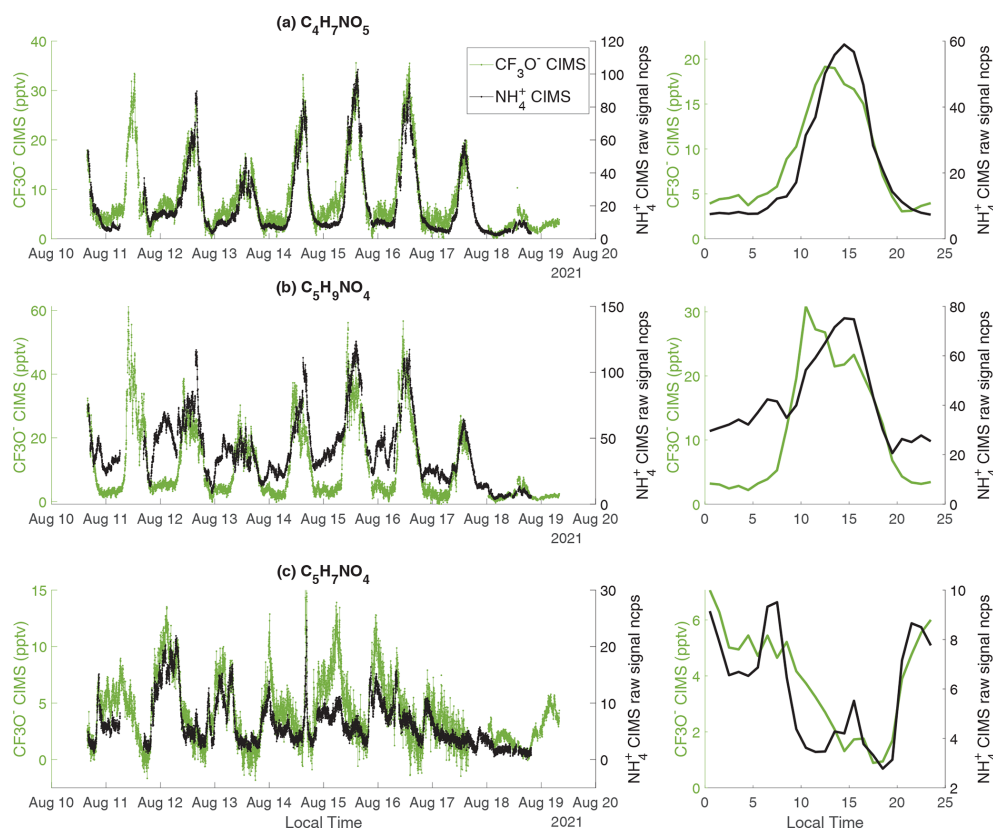 (a) C4H7NO5
CF3O- CIMS (pptv)
40
30
20
10
0
120
100
80
60
40
20
0
NH4+ CIMS raw signal ncps
CF3O- CIMS
NH4+ CIMS
Aug 10 Aug 11 Aug 12 Aug 13 Aug 14 Aug 15 Aug 16 Aug 17 Aug 18 Aug 19 Aug 20
2021
CF3O- CIMS (pptv)
20
15
10
5
0
60
40
20
0
NH4+ CIMS raw signal ncps
0 5 10 15 20 25
(b) C5H9NO4
CF3O- CIMS (pptv)
60
40
20
0
150
100
50
0
NH4+ CIMS raw signal ncps
Aug 10 Aug 11 Aug 12 Aug 13 Aug 14 Aug 15 Aug 16 Aug 17 Aug 18 Aug 19 Aug 20
2021
CF3O- CIMS (pptv)
30
20
10
0
80
60
40
20
0
NH4+ CIMS raw signal ncps
0 5 10 15 20 25
(c) C5H7NO4
CF3O- CIMS (pptv)
15
10
5
0
30
20
10
0
NH4+ CIMS raw signal ncps
Aug 10 Aug 11 Aug 12 Aug 13 Aug 14 Aug 15 Aug 16 Aug 17 Aug 18 Aug 19 Aug 20
Local Time
2021
CF3O- CIMS (pptv)
6
4
2
0
10
8
6
4
2
NH4+ CIMS raw signal ncps
0 5 10 15 20 25
Local Time